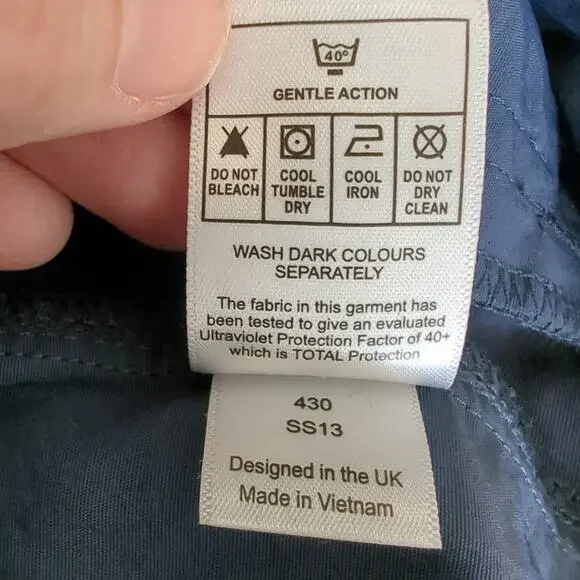 40°
GENTLE ACTION
DO NOT
BLEACH
COOL
TUMBLE
DRY
COOL
IRON
DO NOT
DRY
CLEAN
WASH DARK COLOURS
SEPARATELY
The fabric in this garment has
been tested to give an evaluated
Ultraviolet Protection Factor of 40+
which is TOTAL Protection
430
SS13
Designed in the UK
Made in Vietnam